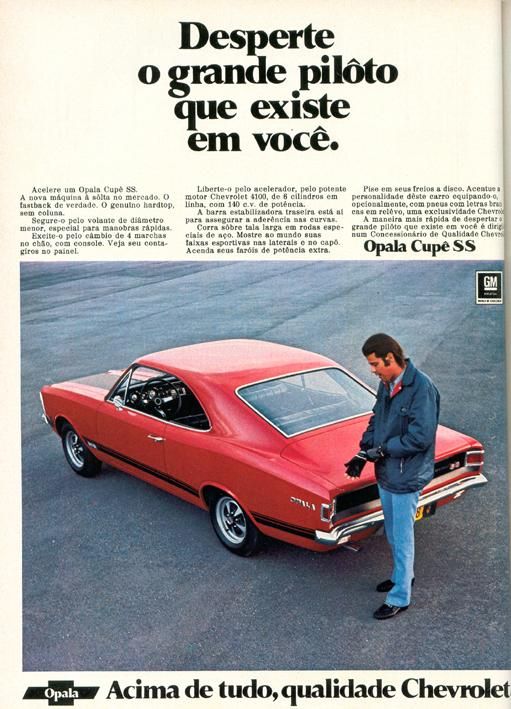 Desperte
o grande pilôto
que existe
em você.
Acelere um Opala Cupê SS.
A nova máquina à sôlta no mercado. O
fastback de verdade. O genuíno hardtop,
sem coluna.
Segure-o pelo volante de diâmetro
menor, especial para manobras rápidas.
Excite-o pelo câmbio de 4 marchas
no chão, com console. Veja seu conta-
giros no painel.
Liberte-o pelo acelerador, pelo potente
motor Chevrolet 4100, de 6 cilindros em
linha, com 140 c.v. de potência.
A barra estabilizadora traseira está aí
para assegurar a aderência nas curvas.
Corra sôbre tala larga em rodas espe-
ciais de aço. Mostre ao mundo suas
faixas esportivas nas laterais e no capô.
Acenda seus faróis de potência extra.
Pise em seus freios a disco. Acentue a
personalidade dêste carro equipando-o,
opcionalmente, com pneus com letras bran
cas em relêvo, uma exclusividade Chevrole
A maneira mais rápida de despertar o
grande pilôto que existe em você é dirigi
num Concessionário de Qualidade Chevro
Opala Cupê SS
GM
OPALA
SS
Opala
Acima de tudo, qualidade Chevrolet